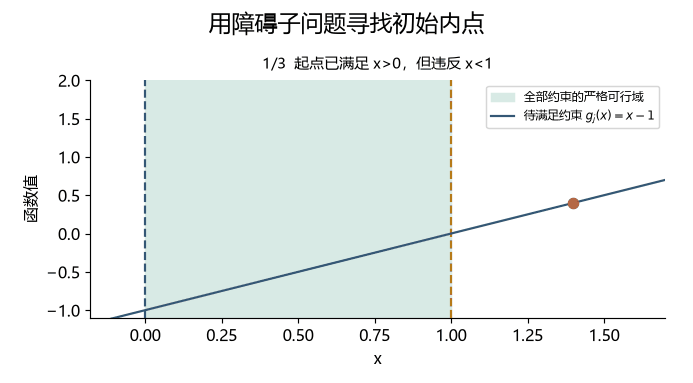 用障碍子问题寻找初始内点
1/3 起点已满足 x>0，但违反 x<1
全部约束的严格可行域
待满足约束 gⱼ(x) = x − 1
函数值
2.0
1.5
1.0
0.5
0.0
−0.5
−1.0
0.00
0.25
0.50
0.75
1.00
1.25
1.50
x